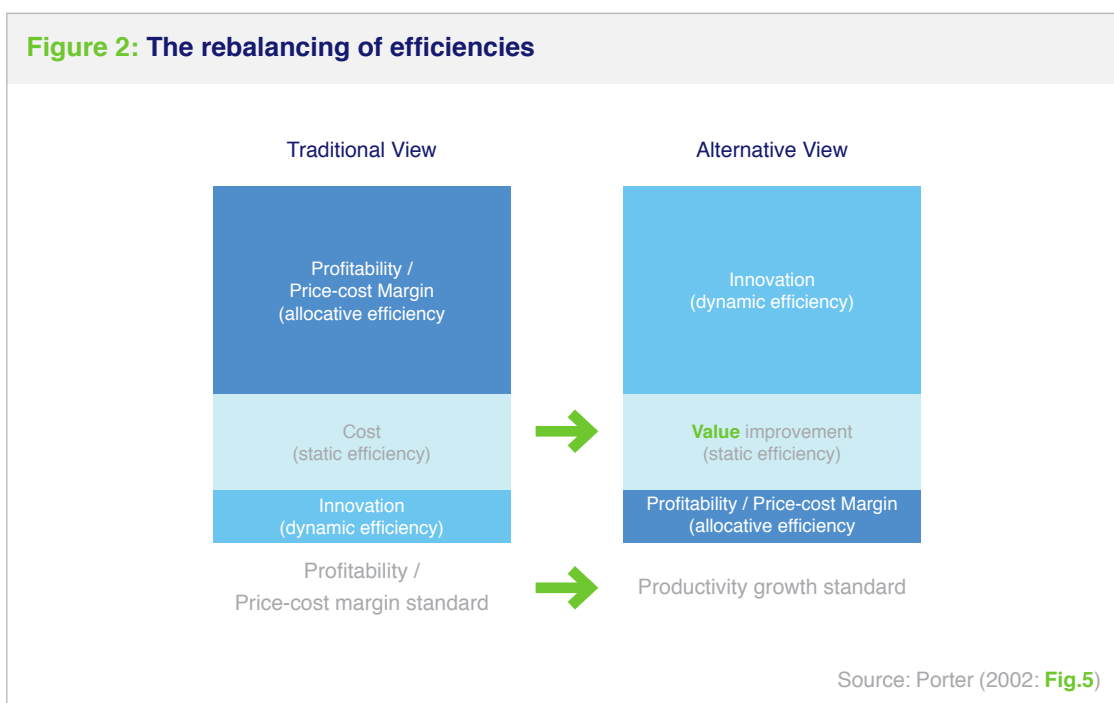 Figure 2: The rebalancing of efficiencies
Traditional View
Profitability /
Price-cost Margin
(allocative efficiency
Cost
(static efficiency)
Innovation
(dynamic efficiency)
Profitability /
Price-cost margin standard
Alternative View
Innovation
(dynamic efficiency)
Value improvement
(static efficiency)
Profitability / Price-cost Margin
(allocative efficiency
Productivity growth standard
Source: Porter (2002: Fig.5)